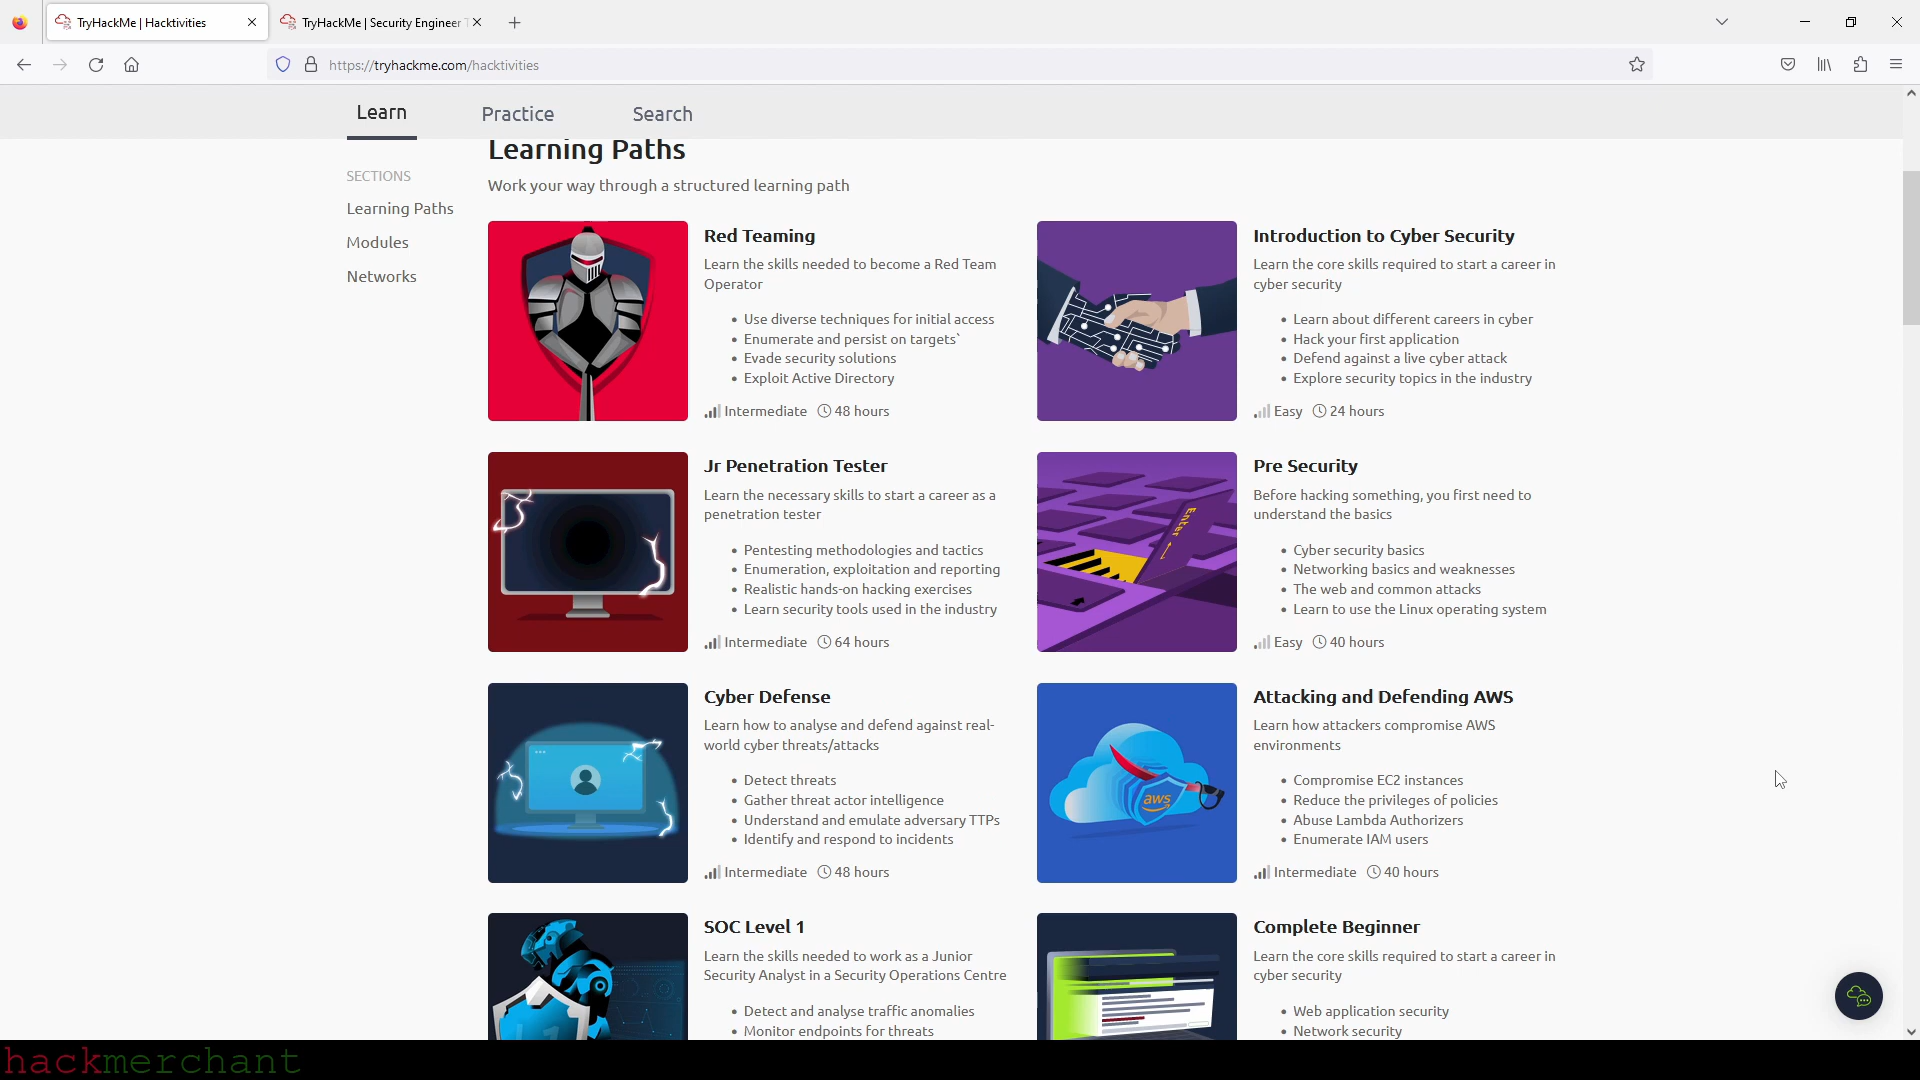 TryHackMe | Hacktivities
TryHackMe | Security Engineer T
https://tryhackme.com/hacktivities
Learn
Practice
Search
SECTIONS
Learning Paths
Modules
Networks
Learning Paths
Work your way through a structured learning path
Red Teaming
Learn the skills needed to become a Red Team
Operator
• Use diverse techniques for initial access
• Enumerate and persist on targets`
• Evade security solutions
• Exploit Active Directory
Intermediate 48 hours
Introduction to Cyber Security
Learn the core skills required to start a career in
cyber security
• Learn about different careers in cyber
• Hack your first application
• Defend against a live cyber attack
• Explore security topics in the industry
Easy 24 hours
Jr Penetration Tester
Learn the necessary skills to start a career as a
penetration tester
• Pentesting methodologies and tactics
• Enumeration, exploitation and reporting
• Realistic hands-on hacking exercises
• Learn security tools used in the industry
Intermediate 64 hours
Enter
Pre Security
Before hacking something, you first need to
understand the basics
• Cyber security basics
• Networking basics and weaknesses
• The web and common attacks
• Learn to use the Linux operating system
Easy 40 hours
Cyber Defense
Learn how to analyse and defend against real-
world cyber threats/attacks
• Detect threats
• Gather threat actor intelligence
• Understand and emulate adversary TTPs
• Identify and respond to incidents
Intermediate 48 hours
aws
Attacking and Defending AWS
Learn how attackers compromise AWS
environments
• Compromise EC2 instances
• Reduce the privileges of policies
• Abuse Lambda Authorizers
• Enumerate IAM users
Intermediate 40 hours
SOC Level 1
Learn the skills needed to work as a Junior
Security Analyst in a Security Operations Centre
• Detect and analyse traffic anomalies
• Monitor endpoints for threats
Complete Beginner
Learn the core skills required to start a career in
cyber security
• Web application security
• Network security
hackmerchant